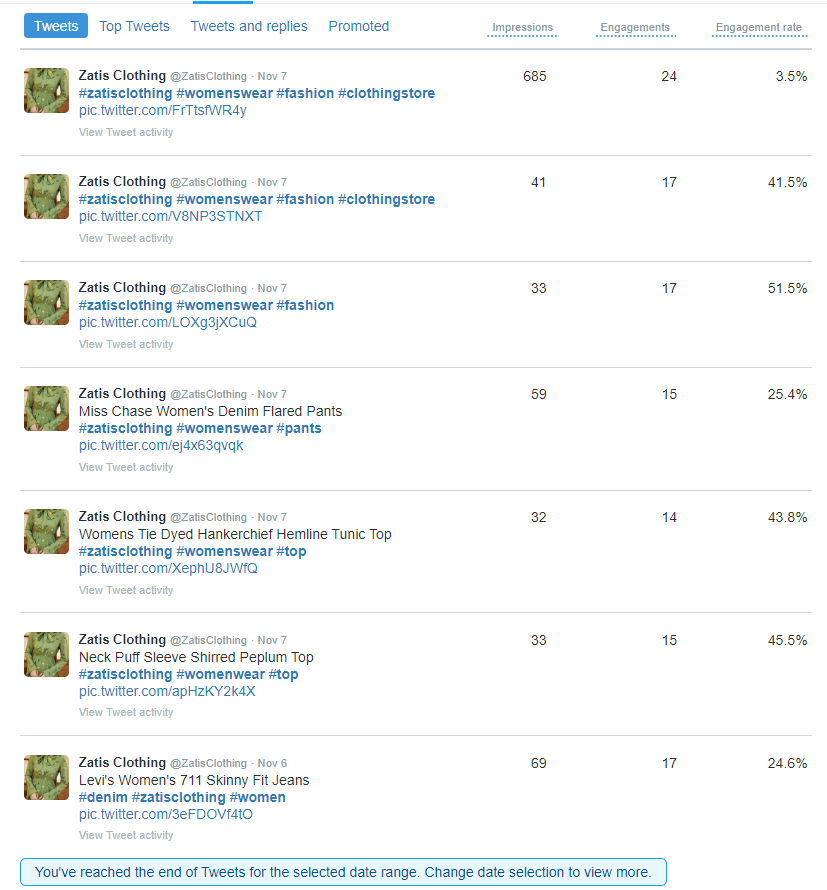 Tweets Top Tweets Tweets and replies Promoted Impressions Engagements Engagement rate
Zatis Clothing @ZatisClothing · Nov 7 685 24 3.5%
#zatisclothing #womenswear #fashion #clothingstore
pic.twitter.com/FrTtsfWR4y
View Tweet activity
Zatis Clothing @ZatisClothing · Nov 7 41 17 41.5%
#zatisclothing #womenswear #fashion #clothingstore
pic.twitter.com/V8NP3STNXT
View Tweet activity
Zatis Clothing @ZatisClothing · Nov 7 33 17 51.5%
#zatisclothing #womenswear #fashion
pic.twitter.com/LOXg3jXCuQ
View Tweet activity
Zatis Clothing @ZatisClothing · Nov 7 59 15 25.4%
Miss Chase Women's Denim Flared Pants
#zatisclothing #womenswear #pants
pic.twitter.com/ej4x63qvqk
View Tweet activity
Zatis Clothing @ZatisClothing · Nov 7 32 14 43.8%
Womens Tie Dyed Hankerchief Hemline Tunic Top
#zatisclothing #womenswear #top
pic.twitter.com/XephU8JWfQ
View Tweet activity
Zatis Clothing @ZatisClothing · Nov 7 33 15 45.5%
Neck Puff Sleeve Shirred Peplum Top
#zatisclothing #womenwear #top
pic.twitter.com/apHzKY2k4X
View Tweet activity
Zatis Clothing @ZatisClothing · Nov 6 69 17 24.6%
Levi's Women's 711 Skinny Fit Jeans
#denim #zatisclothing #women
pic.twitter.com/3eFDOVf4tO
View Tweet activity
You've reached the end of Tweets for the selected date range. Change date selection to view more.